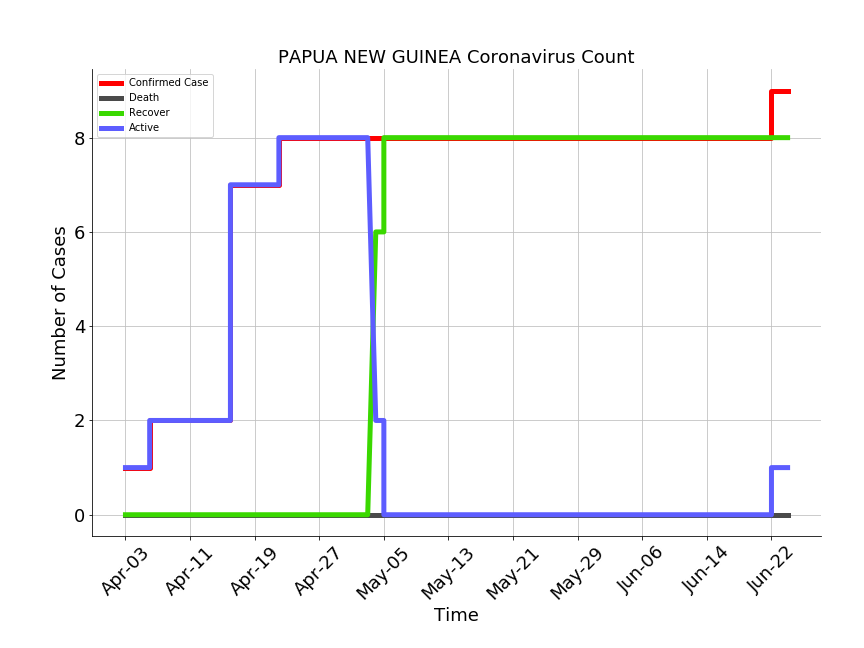 PAPUA NEW GUINEA Coronavirus Count
Confirmed Case
Death
Recover
Active
8
6
4
2
0
Number of Cases
Apr-03 Apr-11 Apr-19 Apr-27 May-05 May-13 May-21 May-29 Jun-06 Jun-14 Jun-22
Time